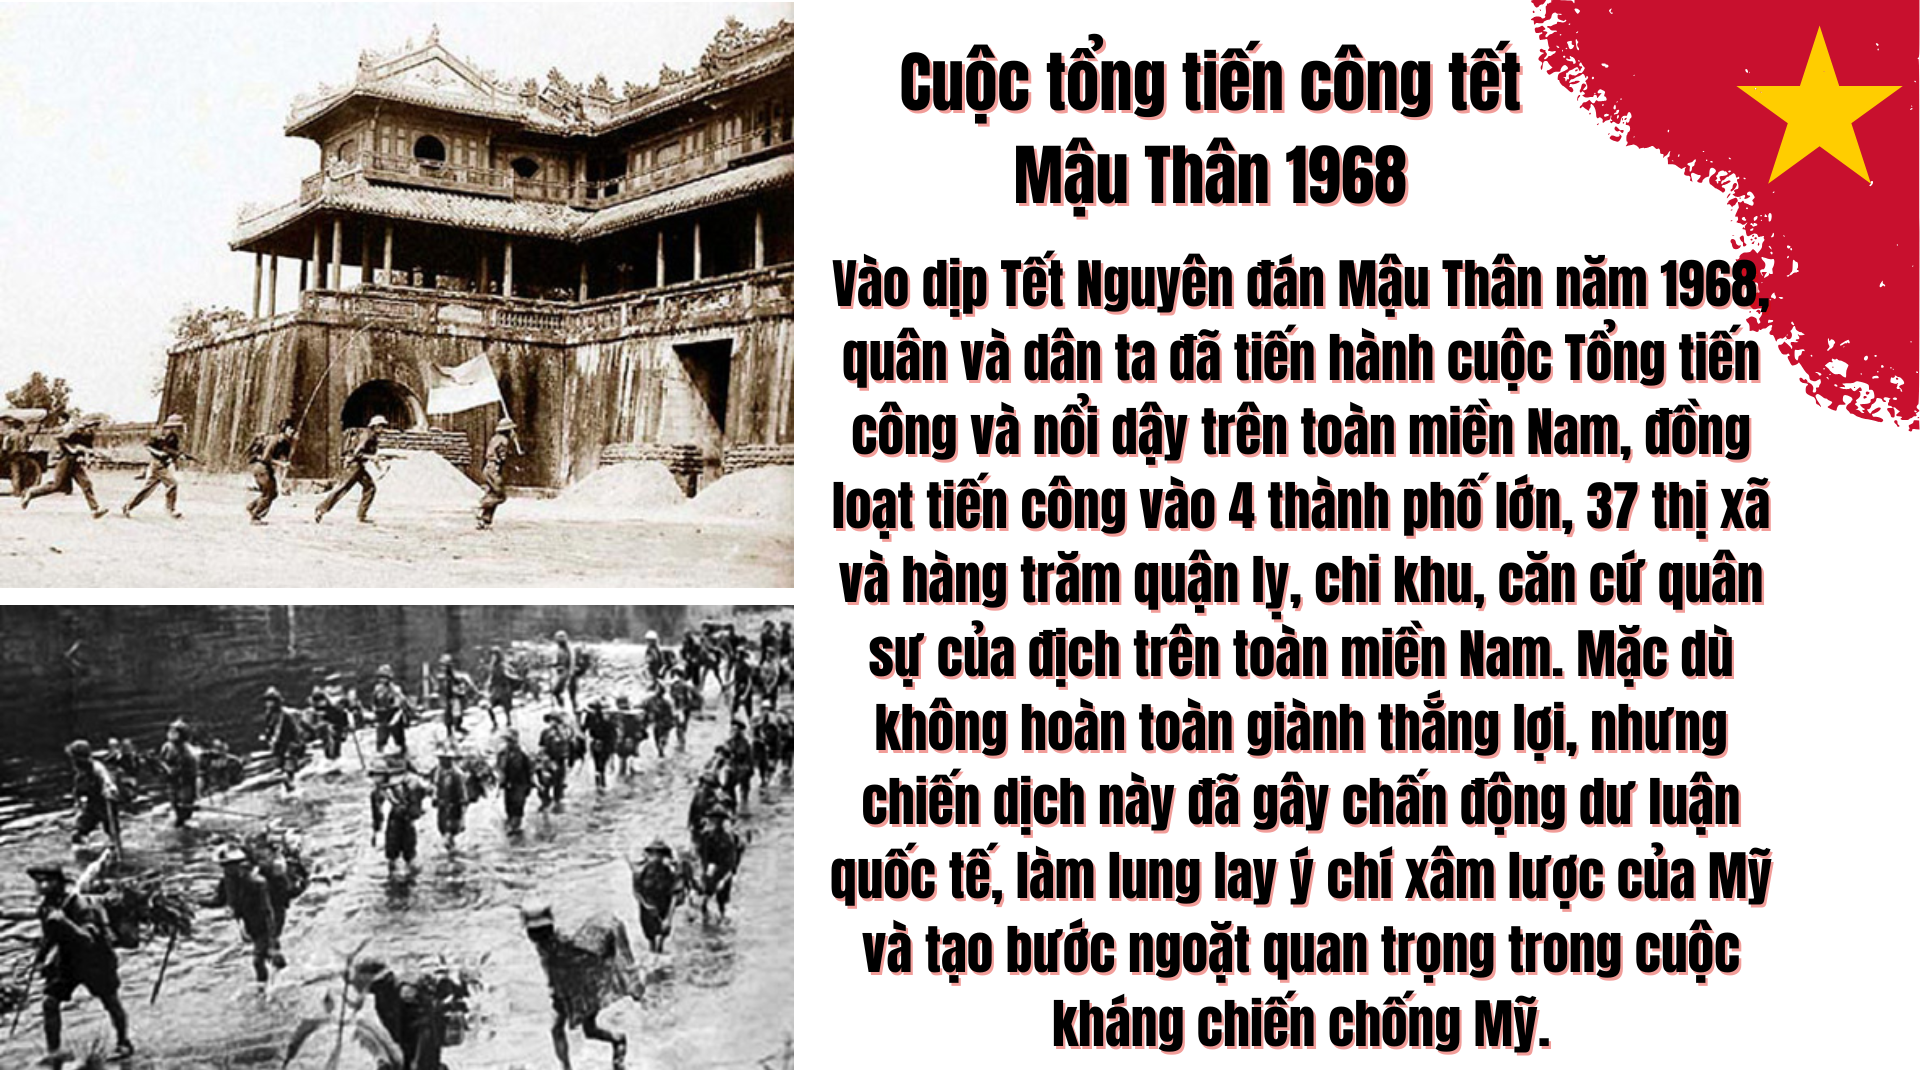 Cuộc tổng tiến công tết
Mậu Thân 1968
Vào dịp Tết Nguyên đán Mậu Thân năm 1968,
quân và dân ta đã tiến hành cuộc Tổng tiến
công và nổi dậy trên toàn miền Nam, đồng
loạt tiến công vào 4 thành phố lớn, 37 thị xã
và hàng trăm quận lỵ, chi khu, căn cứ quân
sự của địch trên toàn miền Nam. Mặc dù
không hoàn toàn giành thắng lợi, nhưng
chiến dịch này đã gây chấn động dư luận
quốc tế, làm lung lay ý chí xâm lược của Mỹ
và tạo bước ngoặt quan trọng trong cuộc
kháng chiến chống Mỹ.